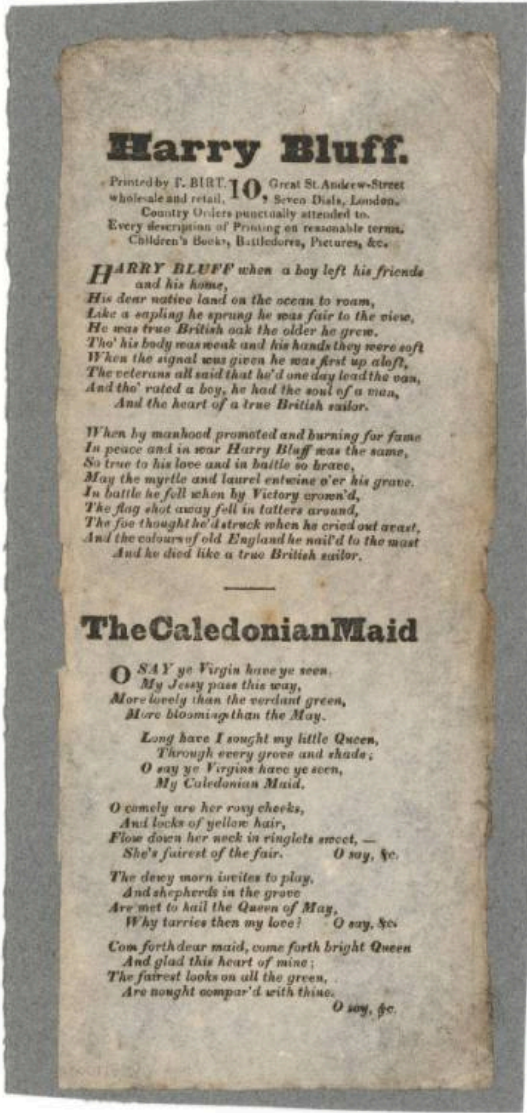 Harry Bluff.
Printed by T. BIRT, 10, Great St. Andrew-Street
wholesale and retail, Seven Dials, London.
Country Orders punctually attended to.
Every description of Printing on reasonable terms.
Children's Books, Battledores, Pictures, &c.
HARRY BLUFF when a boy left his friends
and his home,
His dear native land on the ocean to roam,
Like a sapling he sprung he was fair to the view,
He was true British oak the older he grew.
Tho' his body was weak and his hands they were soft
When the signal was given he was first up aloft,
The veterans all said that he'd one day lead the van,
And tho' rated a boy, he had the soul of a man,
And the heart of a true British sailor.
When by manhood promoted and burning for fame
In peace and in war Harry Bluff was the same,
So true to his love and in battle so brave,
May the myrtle and laurel entwine o'er his grave.
In battle he fell when by Victory crown'd,
The flag shot away fell in tatters around,
The foe thought he'd struck when he cried out avast,
And the colours of old England he nail'd to the mast
And he died like a true British sailor.
The Caledonian Maid
O SAY ye Virgin have ye seen,
My Jessy pass this way,
More lovely than the verdant green,
More blooming than the May.
Long have I sought my little Queen,
Through every grove and shade;
O say ye Virgins have ye seen,
My Caledonian Maid.
O comely are her rosy cheeks,
And locks of yellow hair,
Flow down her neck in ringlets sweet, —
She's fairest of the fair. O say, &c.
The dewy morn invites to play,
And shepherds in the grove
Are met to hail the Queen of May,
Why tarries then my love? O say, &c.
Com forth dear maid, come forth bright Queen
And glad this heart of mine;
The fairest looks on all the green,
Are nought compar'd with thine.
O say, &c.